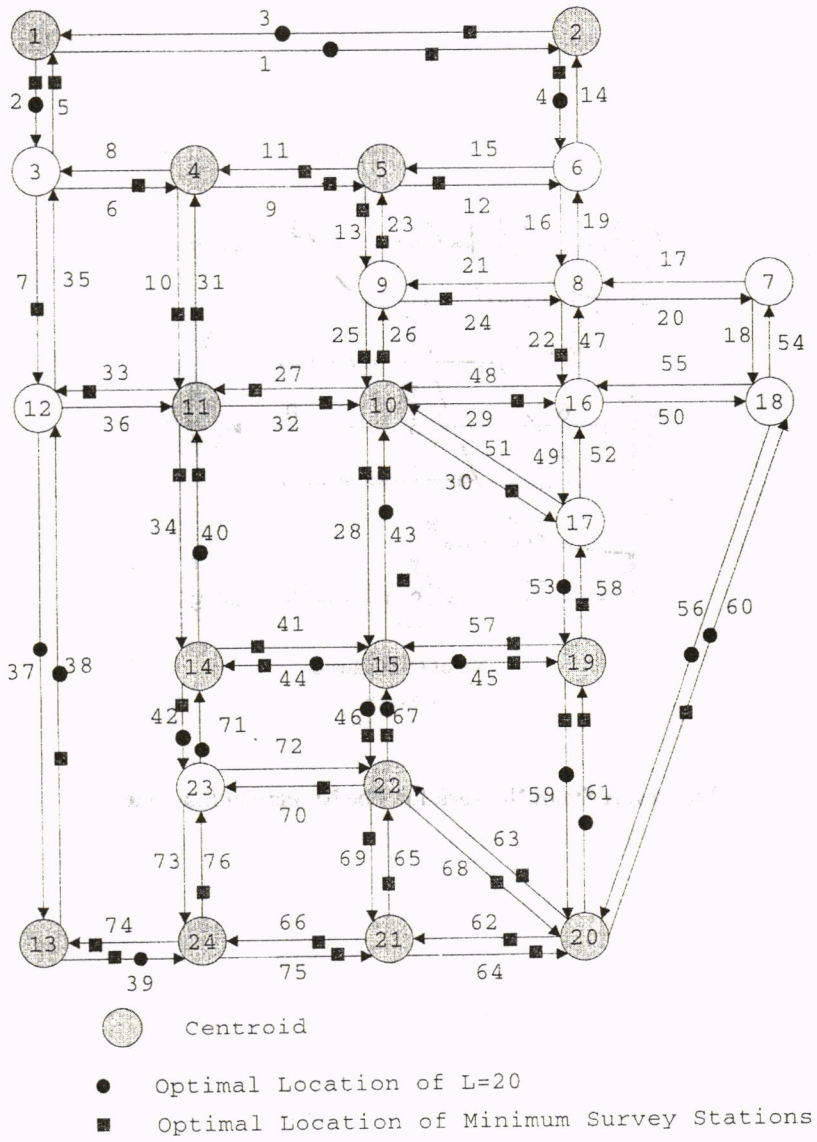 3
1 2
1
2 5 4 14
8 11 15
3 4 5 6
6 9 12
13 23 16 19
7 35 10 31 21 17
9 8 7
24 20
25 26 22 47 18 54
33 27 48 55
12 11 10 16 18
36 32 29 50
51
30 49 52
17
34 40 28 43 53 58
56 60
41 57
37 38 14 15 19
44 45
42 71 46 67
72
23 22 59 61
70
63
73 76 69 65 68
74 66 62
13 24 21 20
39 75 64
Centroid
Optimal Location of L=20
Optimal Location of Minimum Survey Stations